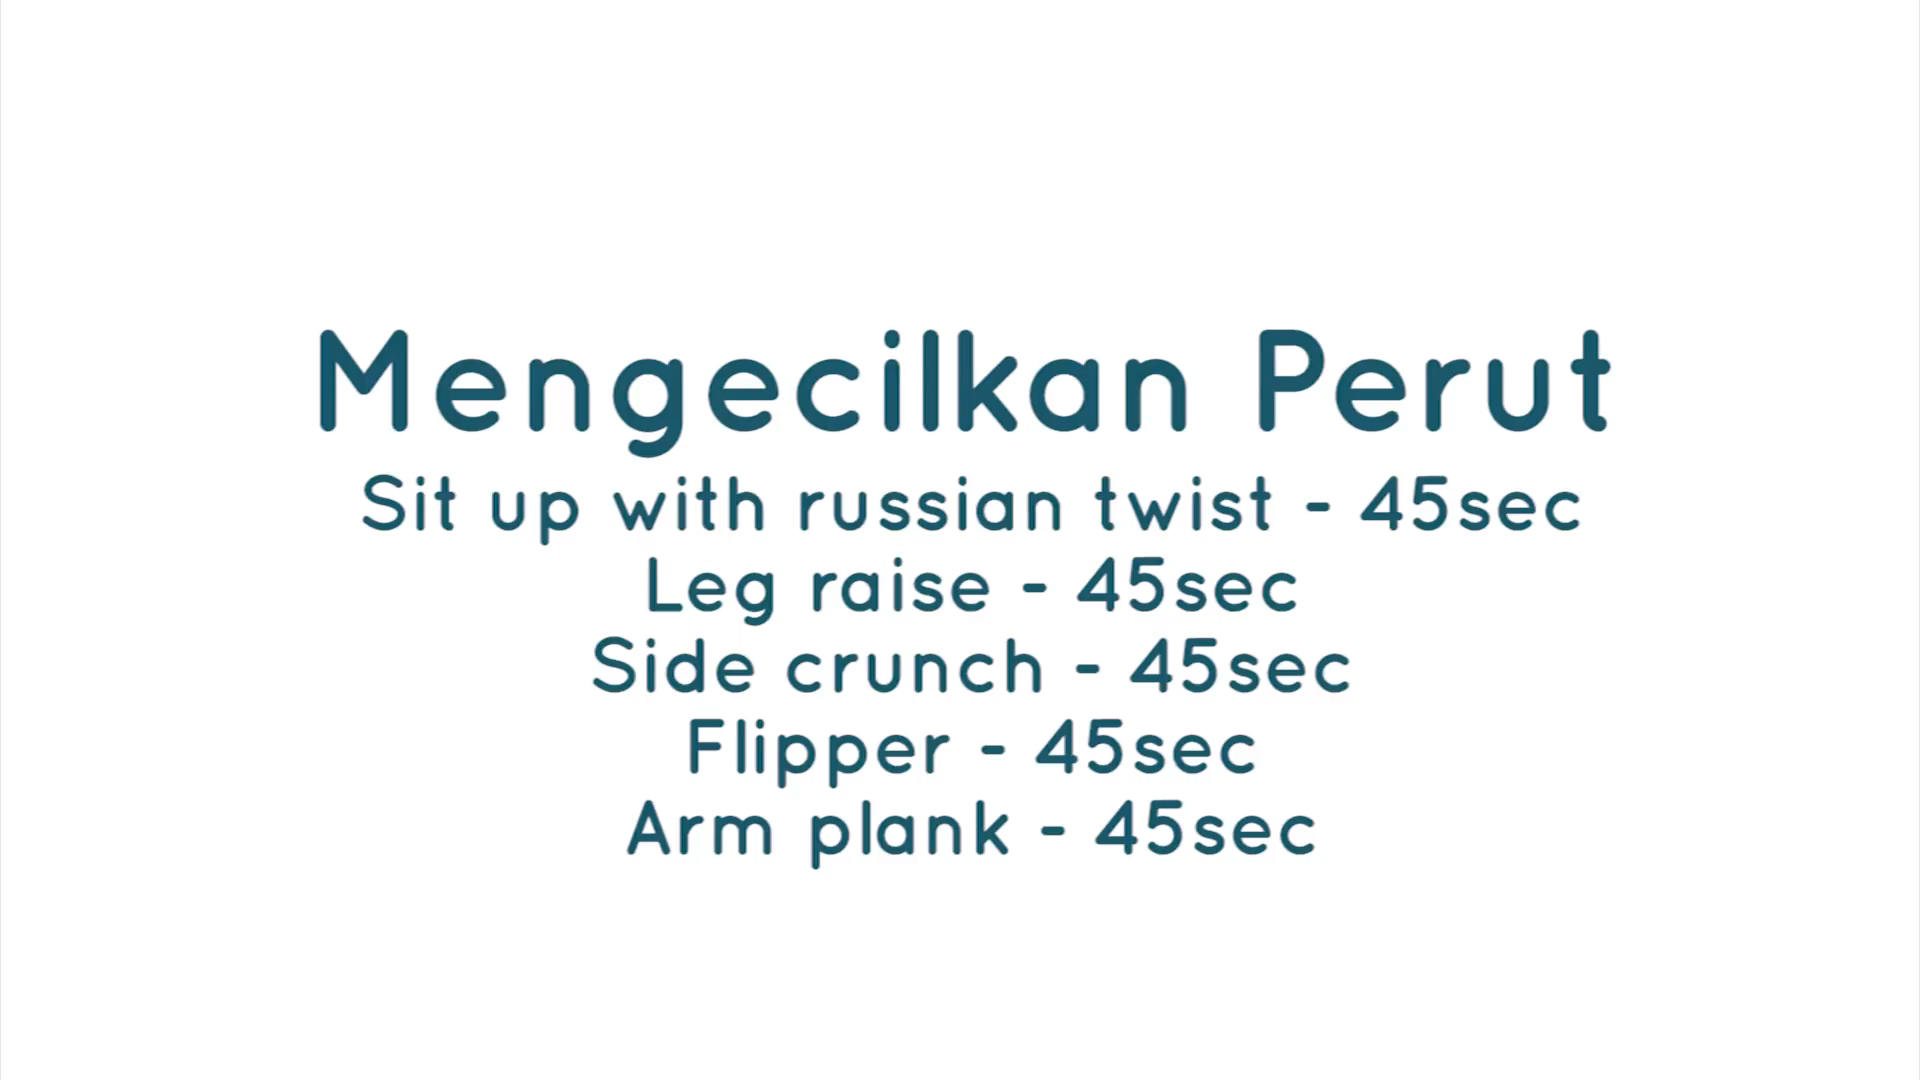 Mengecilkan Perut
Sit up with russian twist - 45sec
Leg raise - 45sec
Side crunch - 45sec
Flipper - 45sec
Arm plank - 45sec